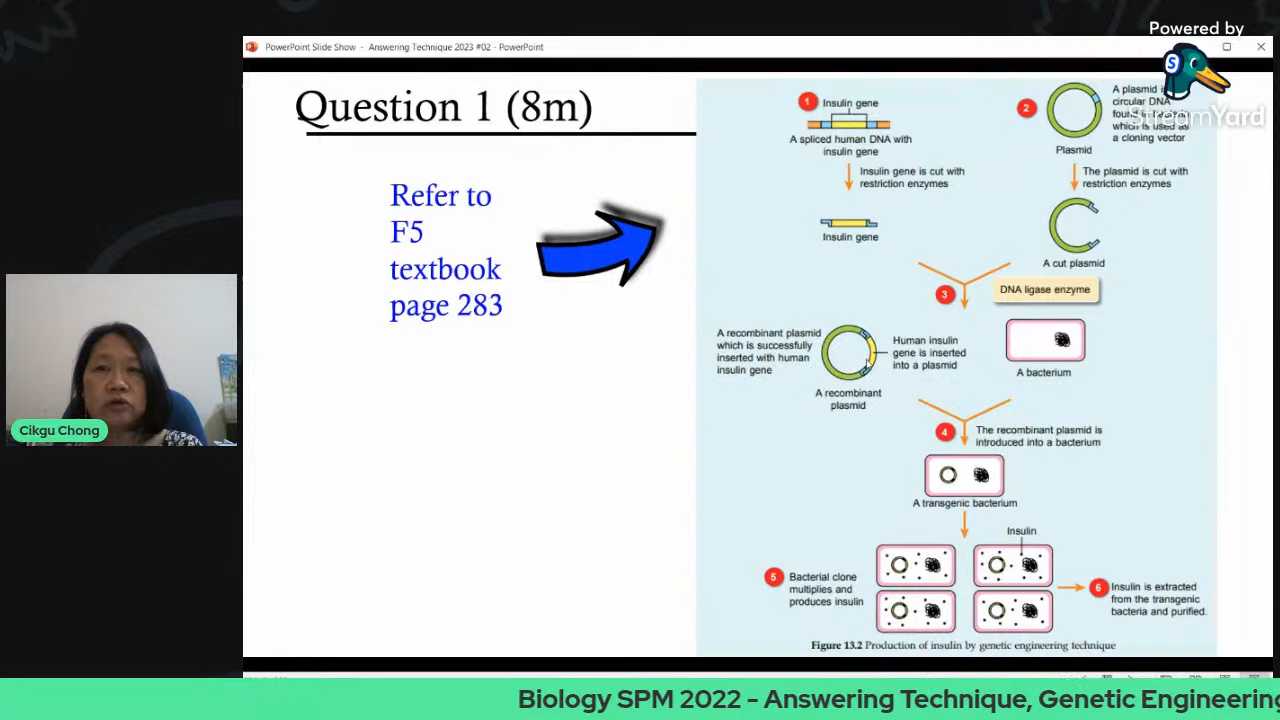 Powered by
StreamYard
PowerPoint Slide Show - Answering Technique 2023 #02 - PowerPoint
Question 1 (8m)
Refer to
F5
textbook
page 283
1
Insulin gene
A spliced human DNA with
insulin gene
Insulin gene is cut with
restriction enzymes
Insulin gene
2
Plasmid
A plasmid
circular DNA
which is used as
a cloning vector
The plasmid is cut with
restriction enzymes
A cut plasmid
3
DNA ligase enzyme
A recombinant plasmid
which is successfully
inserted with human
insulin gene
Human insulin
gene is inserted
into a plasmid
A recombinant
plasmid
A bacterium
4
The recombinant plasmid is
introduced into a bacterium
A transgenic bacterium
Insulin
5
Bacterial clone
multiplies and
produces insulin
6
Insulin is extracted
from the transgenic
bacteria and purified.
Figure 13.2 Production of insulin by genetic engineering technique
Cikgu Chong
Biology SPM 2022 - Answering Technique, Genetic Engineering